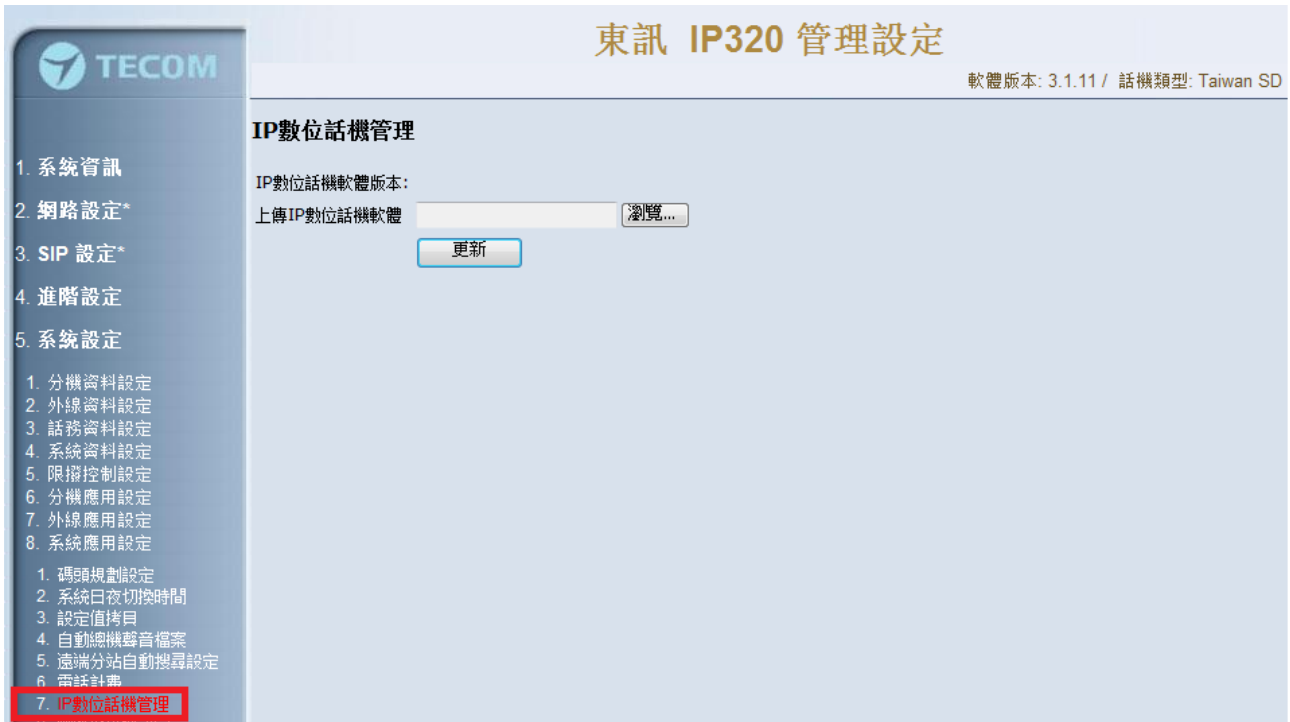 TECOM
東訊 IP320 管理設定
軟體版本: 3.1.11 / 話機類型: Taiwan SD
1. 系統資訊
2. 網路設定*
3. SIP 設定*
4. 進階設定
5. 系統設定
1. 分機資料設定
2. 外線資料設定
3. 話務資料設定
4. 系統資料設定
5. 限撥控制設定
6. 分機應用設定
7. 外線應用設定
8. 系統應用設定
1. 碼頭規劃設定
2. 系統日夜切換時間
3. 設定值拷貝
4. 自動總機聲音檔案
5. 遠端分站自動搜尋設定
6. 電話計費
7. IP數位話機管理
IP數位話機管理
IP數位話機軟體版本:
上傳IP數位話機軟體
瀏覽...
更新